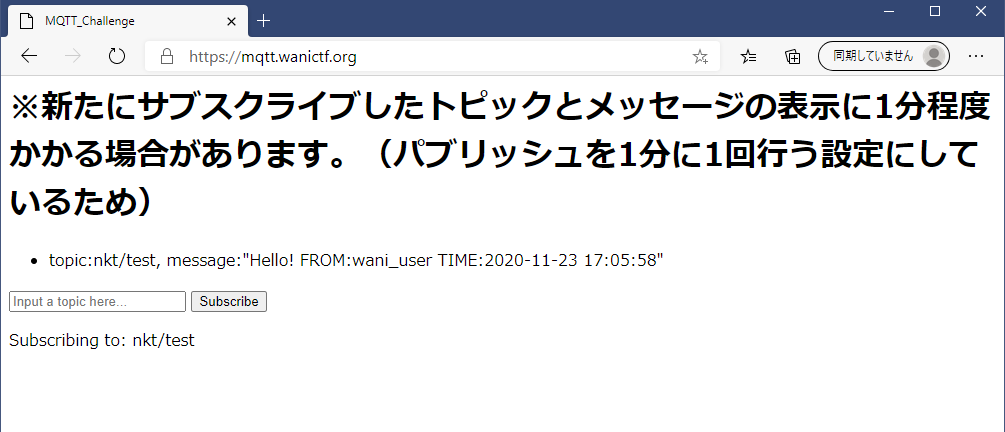 MQTT_Challenge
https://mqtt.wanictf.org
同期していません
※新たにサブスクライブしたトピックとメッセージの表示に1分程度
かかる場合があります。（パブリッシュを1分に1回行う設定にして
いるため）
topic:nkt/test, message:"Hello! FROM:wani_user TIME:2020-11-23 17:05:58"
Input a topic here... Subscribe
Subscribing to: nkt/test